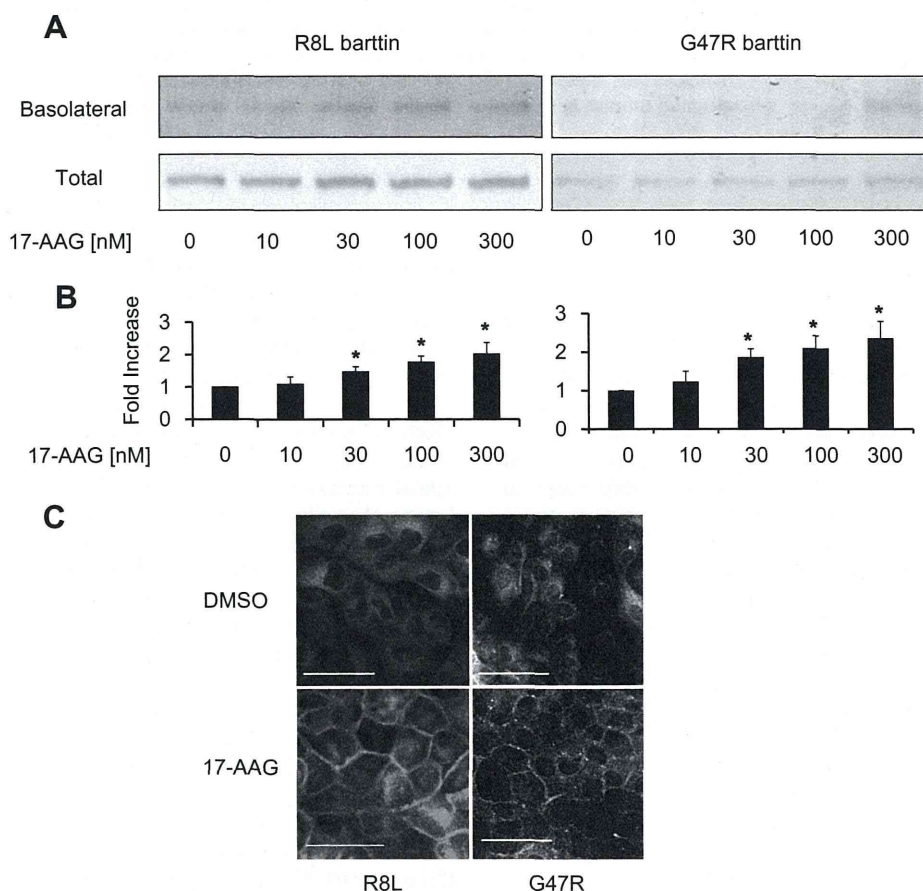 A
R8L barttin G47R barttin
Basolateral
Total
17-AAG [nM] 0 10 30 100 300 0 10 30 100 300
B
Fold Increase
3
2
1
0
* * *
3
2
1
0
* * *
17-AAG [nM] 0 10 30 100 300 0 10 30 100 300
C
DMSO
17-AAG
R8L G47R